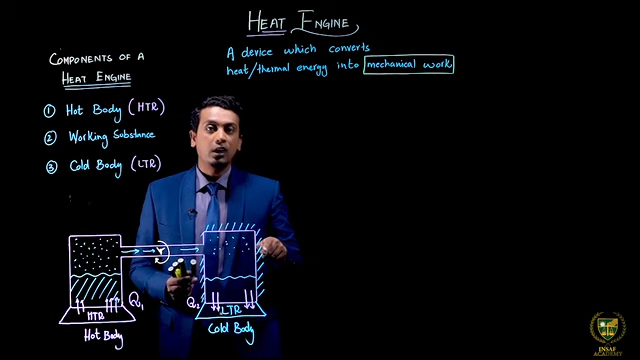 HEAT ENGINE
A device which converts
heat/thermal energy into mechanical work
COMPONENTS OF A
HEAT ENGINE
① HOT BODY (HTR)
② WORKING SUBSTANCE
③ COLD BODY (LTR)
Q1
Q2
HTR
LTR
Hot Body
Cold Body
INSAF
ACADEMY